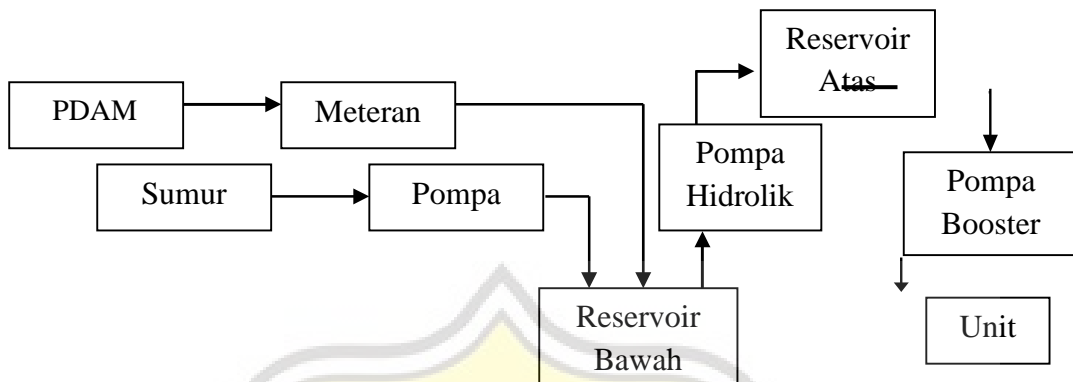 PDAM
Meteran
Sumur
Pompa
Reservoir
Bawah
Pompa
Hidrolik
Reservoir
Atas
Pompa
Booster
Unit